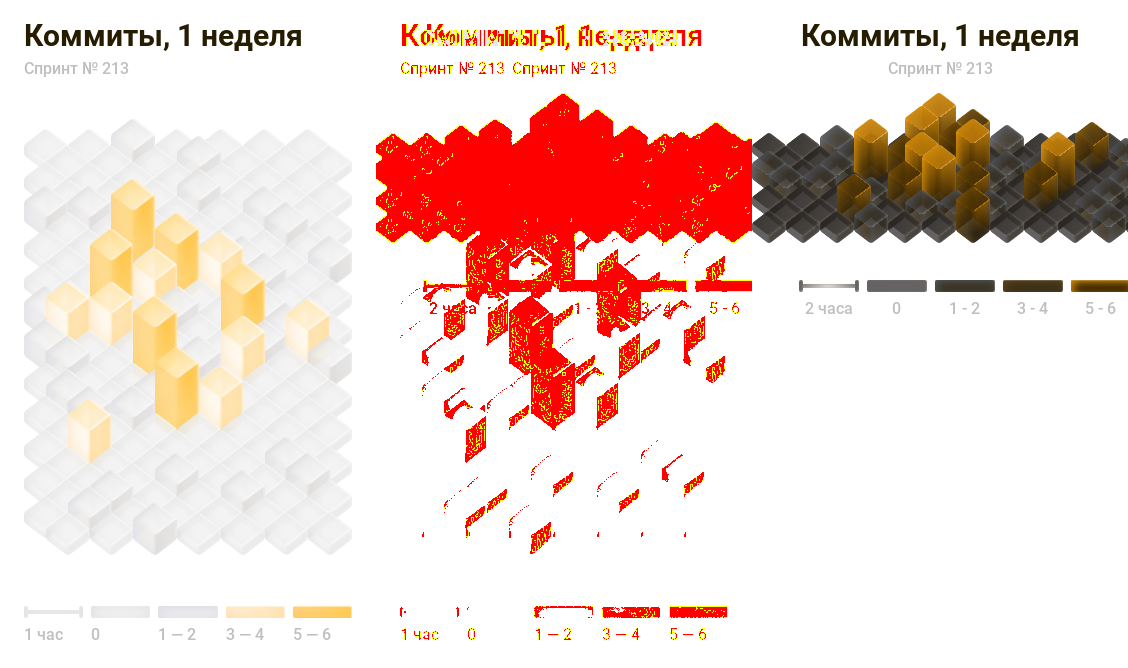 Коммиты, 1 неделя
Спринт № 213
1 час 0 1 — 2 3 — 4 5 — 6
Спринт № 213 Спринт № 213
2 часа 1 - 3 - 4 5 - 6
1 час 0 1 — 2 3 — 4 5 — 6
Коммиты, 1 неделя
Спринт № 213
2 часа 0 1 - 2 3 - 4 5 - 6